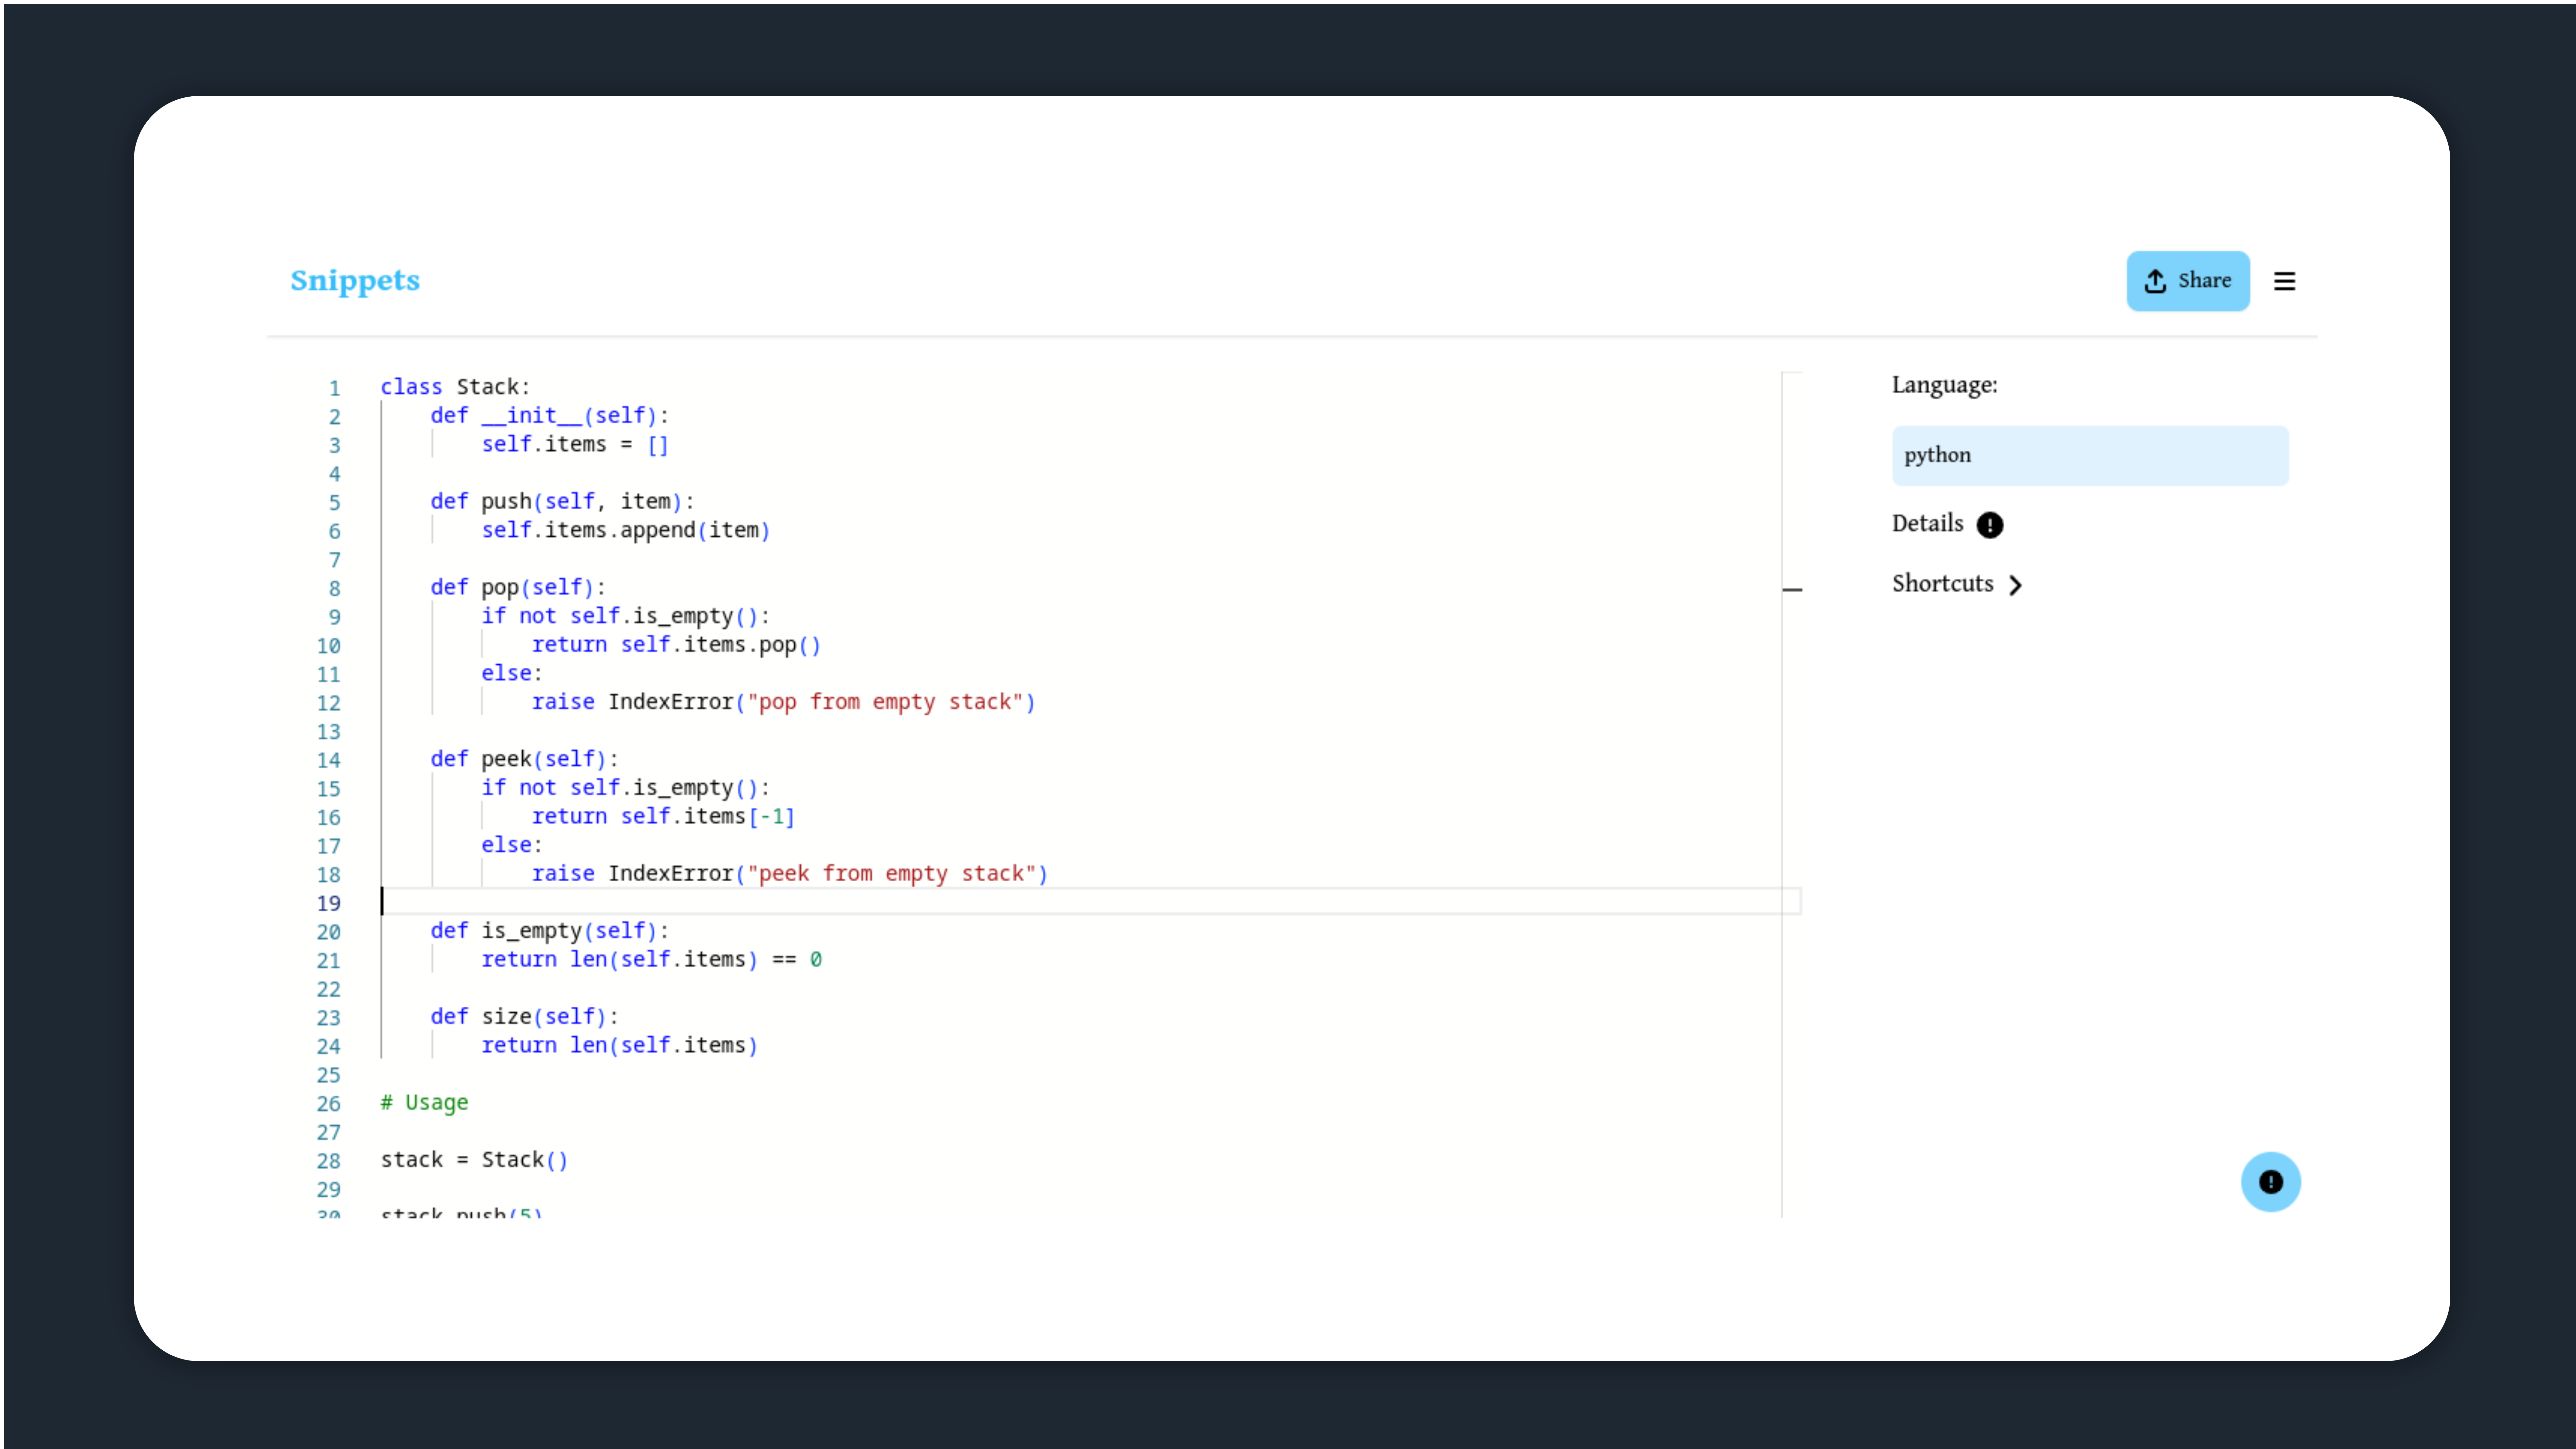 Snippets
Share
1 class Stack:
2     def __init__(self):
3         self.items = []
4
5     def push(self, item):
6         self.items.append(item)
7
8     def pop(self):
9         if not self.is_empty():
10             return self.items.pop()
11         else:
12             raise IndexError("pop from empty stack")
13
14     def peek(self):
15         if not self.is_empty():
16             return self.items[-1]
17         else:
18             raise IndexError("peek from empty stack")
19
20     def is_empty(self):
21         return len(self.items) == 0
22
23     def size(self):
24         return len(self.items)
25
26 # Usage
27
28 stack = Stack()
29
30 stack.push(5)
Language:
python
Details
Shortcuts